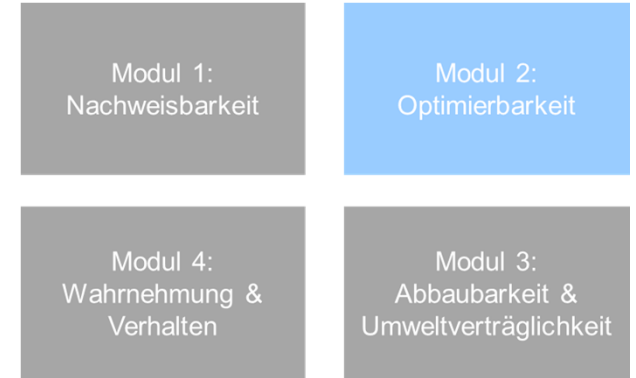 Modul 1:
Nachweisbarkeit
Modul 2:
Optimierbarkeit
Modul 4:
Wahrnehmung &
Verhalten
Modul 3:
Abbaubarkeit &
Umweltverträglichkeit